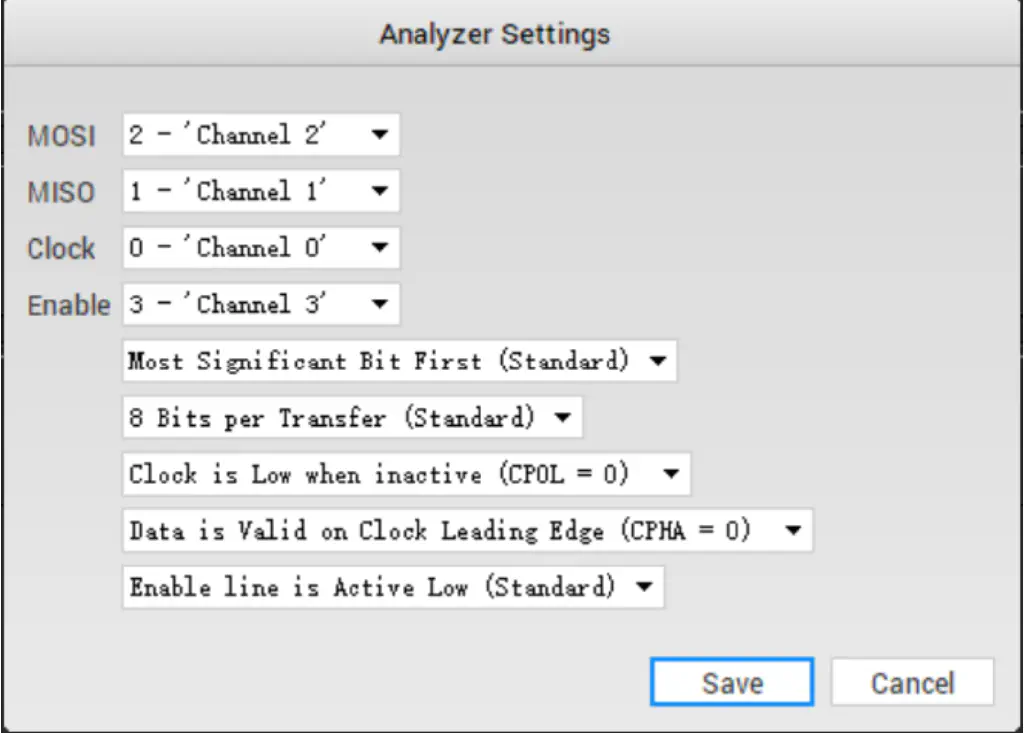 Analyzer Settings
MOSI 2 - 'Channel 2'
MISO 1 - 'Channel 1'
Clock 0 - 'Channel 0'
Enable 3 - 'Channel 3'
Most Significant Bit First (Standard)
8 Bits per Transfer (Standard)
Clock is Low when inactive (CPOL = 0)
Data is Valid on Clock Leading Edge (CPHA = 0)
Enable line is Active Low (Standard)
Save Cancel